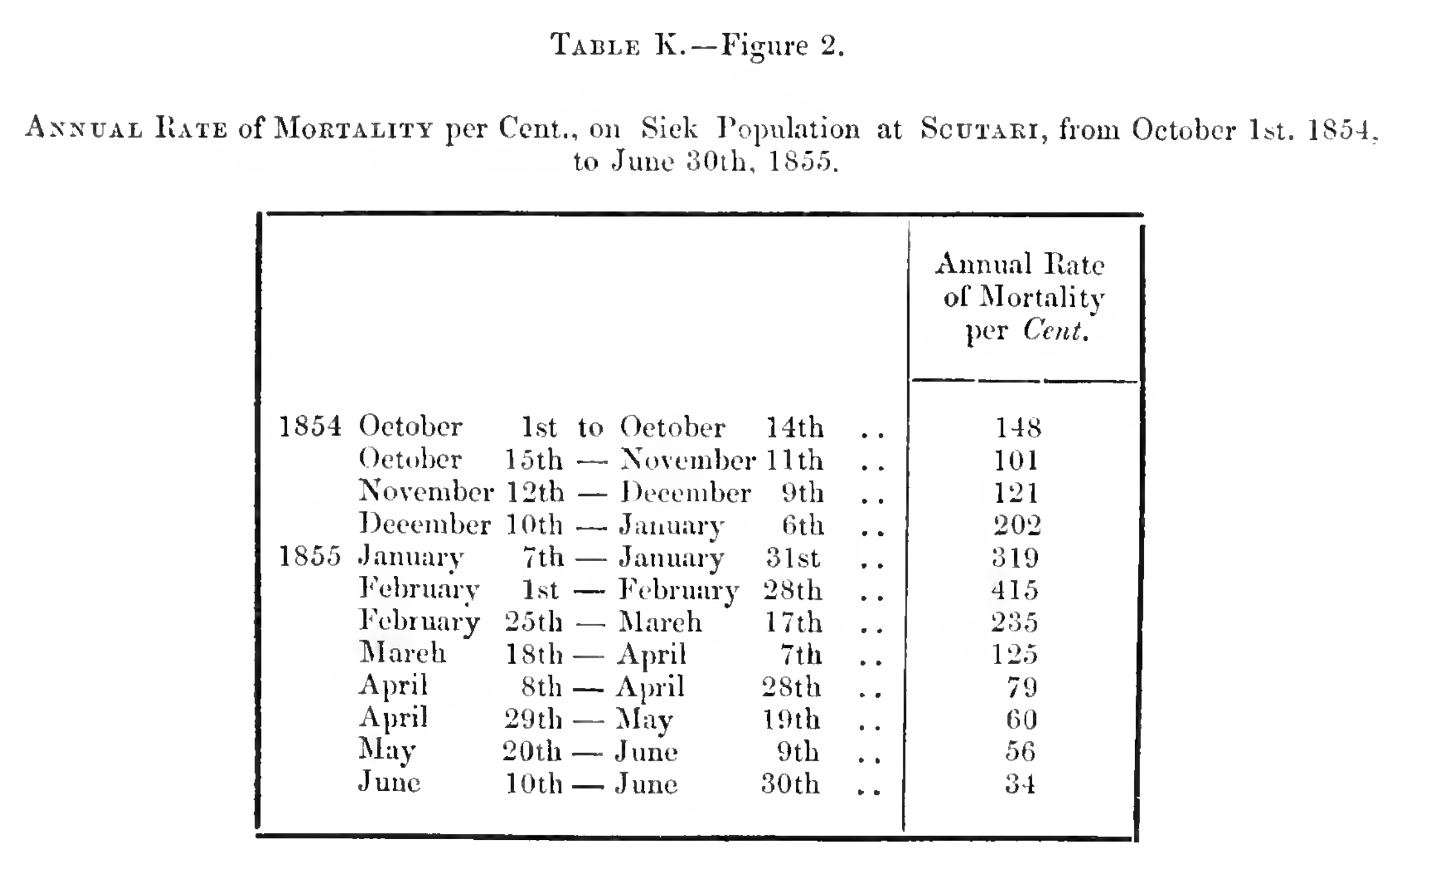 TABLE K.—Figure 2.
ANNUAL RATE of MORTALITY per Cent., on Sick Population at SCUTARI, from October 1st. 1854,
to June 30th, 1855.
Annual Rate
of Mortality
per Cent.
1854 October 1st to October 14th .. 148
October 15th — November 11th .. 101
November 12th — December 9th .. 121
December 10th — January 6th .. 202
1855 January 7th — January 31st .. 319
February 1st — February 28th .. 415
February 25th — March 17th .. 235
March 18th — April 7th .. 125
April 8th — April 28th .. 79
April 29th — May 19th .. 60
May 20th — June 9th .. 56
June 10th — June 30th .. 34